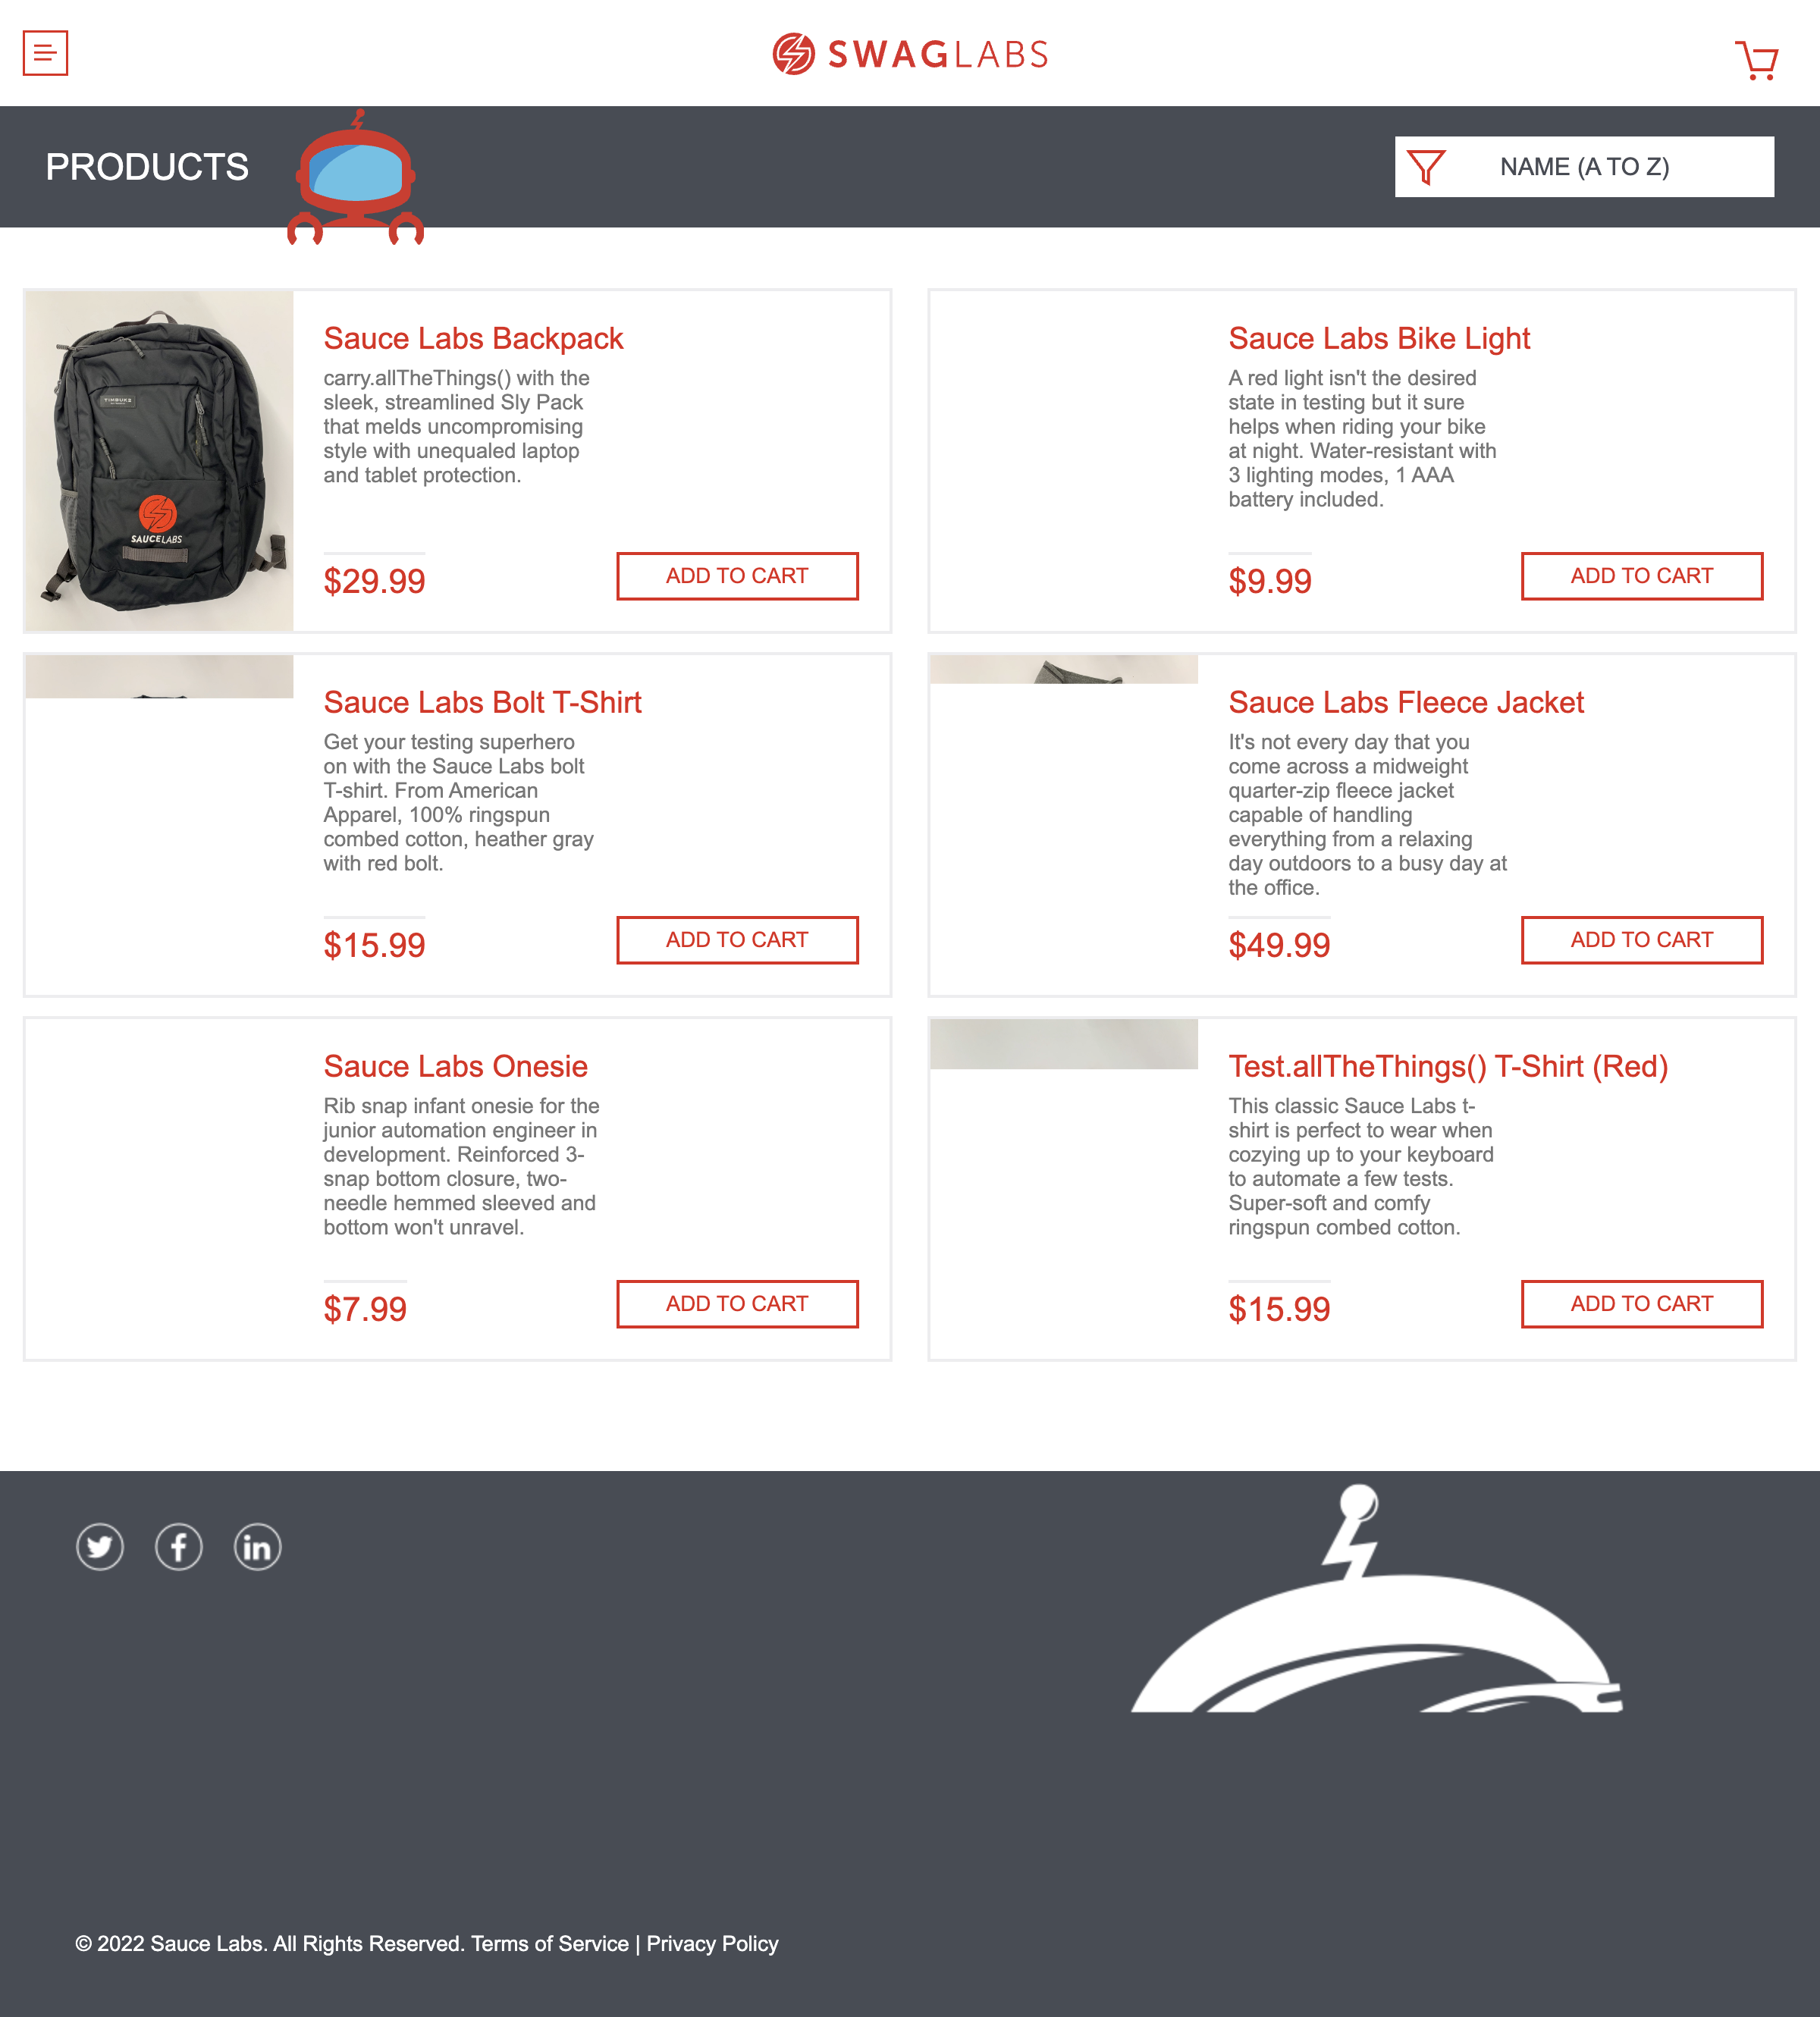 SWAGLABS
PRODUCTS
NAME (A TO Z)
TIMBUK2
SAUCELABS
Sauce Labs Backpack
carry.allTheThings() with the
sleek, streamlined Sly Pack
that melds uncompromising
style with unequaled laptop
and tablet protection.
$29.99
ADD TO CART
Sauce Labs Bike Light
A red light isn't the desired
state in testing but it sure
helps when riding your bike
at night. Water-resistant with
3 lighting modes, 1 AAA
battery included.
$9.99
ADD TO CART
Sauce Labs Bolt T-Shirt
Get your testing superhero
on with the Sauce Labs bolt
T-shirt. From American
Apparel, 100% ringspun
combed cotton, heather gray
with red bolt.
$15.99
ADD TO CART
Sauce Labs Fleece Jacket
It's not every day that you
come across a midweight
quarter-zip fleece jacket
capable of handling
everything from a relaxing
day outdoors to a busy day at
the office.
$49.99
ADD TO CART
Sauce Labs Onesie
Rib snap infant onesie for the
junior automation engineer in
development. Reinforced 3-
snap bottom closure, two-
needle hemmed sleeved and
bottom won't unravel.
$7.99
ADD TO CART
Test.allTheThings() T-Shirt (Red)
This classic Sauce Labs t-
shirt is perfect to wear when
cozying up to your keyboard
to automate a few tests.
Super-soft and comfy
ringspun combed cotton.
$15.99
ADD TO CART
© 2022 Sauce Labs. All Rights Reserved. Terms of Service | Privacy Policy